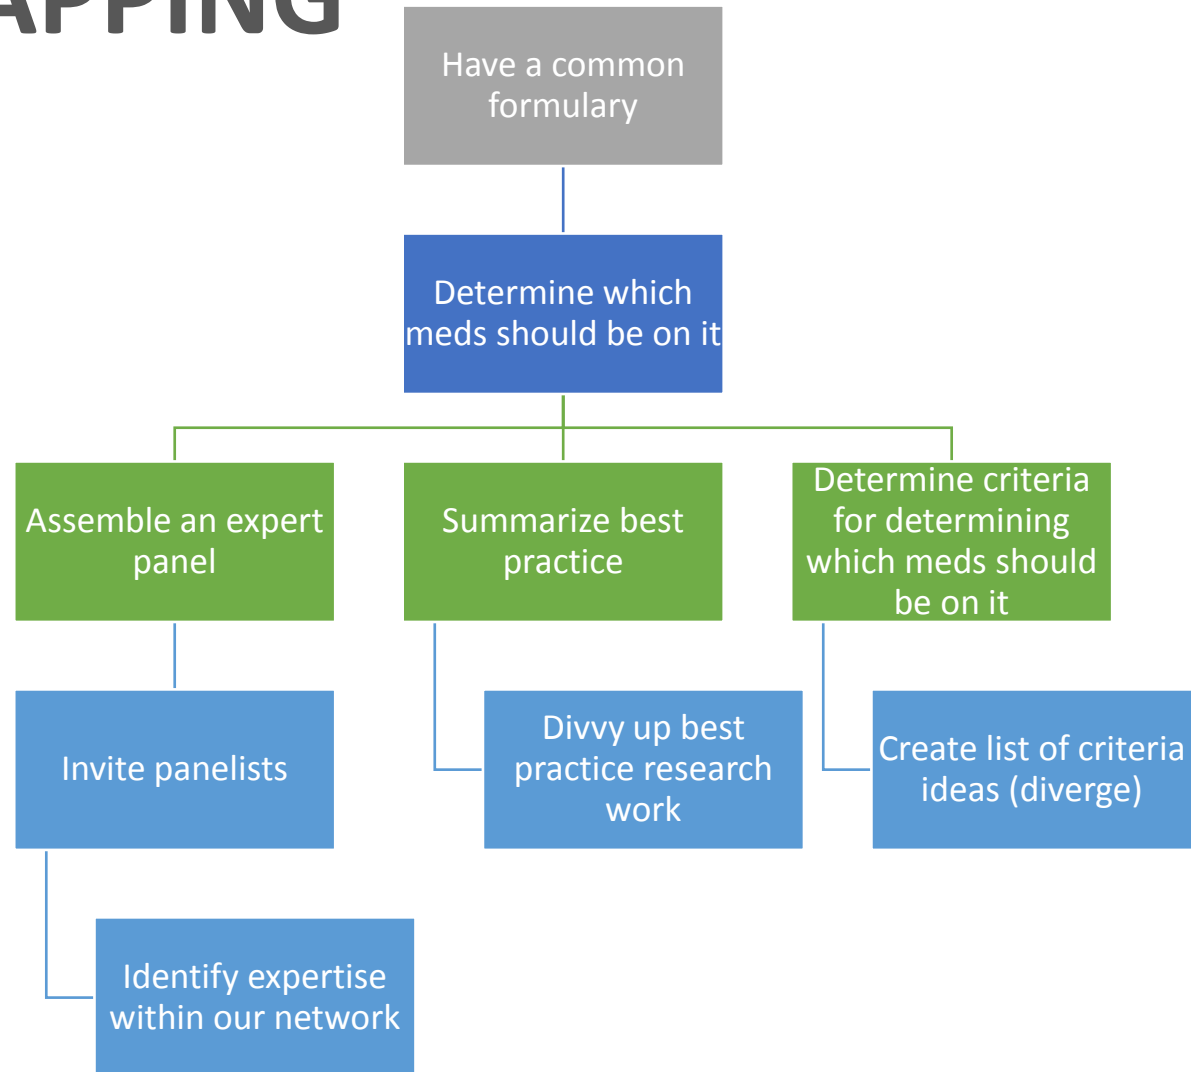 APPING
Have a common
formulary
Determine which
meds should be on it
Assemble an expert
panel
Summarize best
practice
Determine criteria
for determining
which meds should
be on it
Invite panelists
Divvy up best
practice research
work
Create list of criteria
ideas (diverge)
Identify expertise
within our network